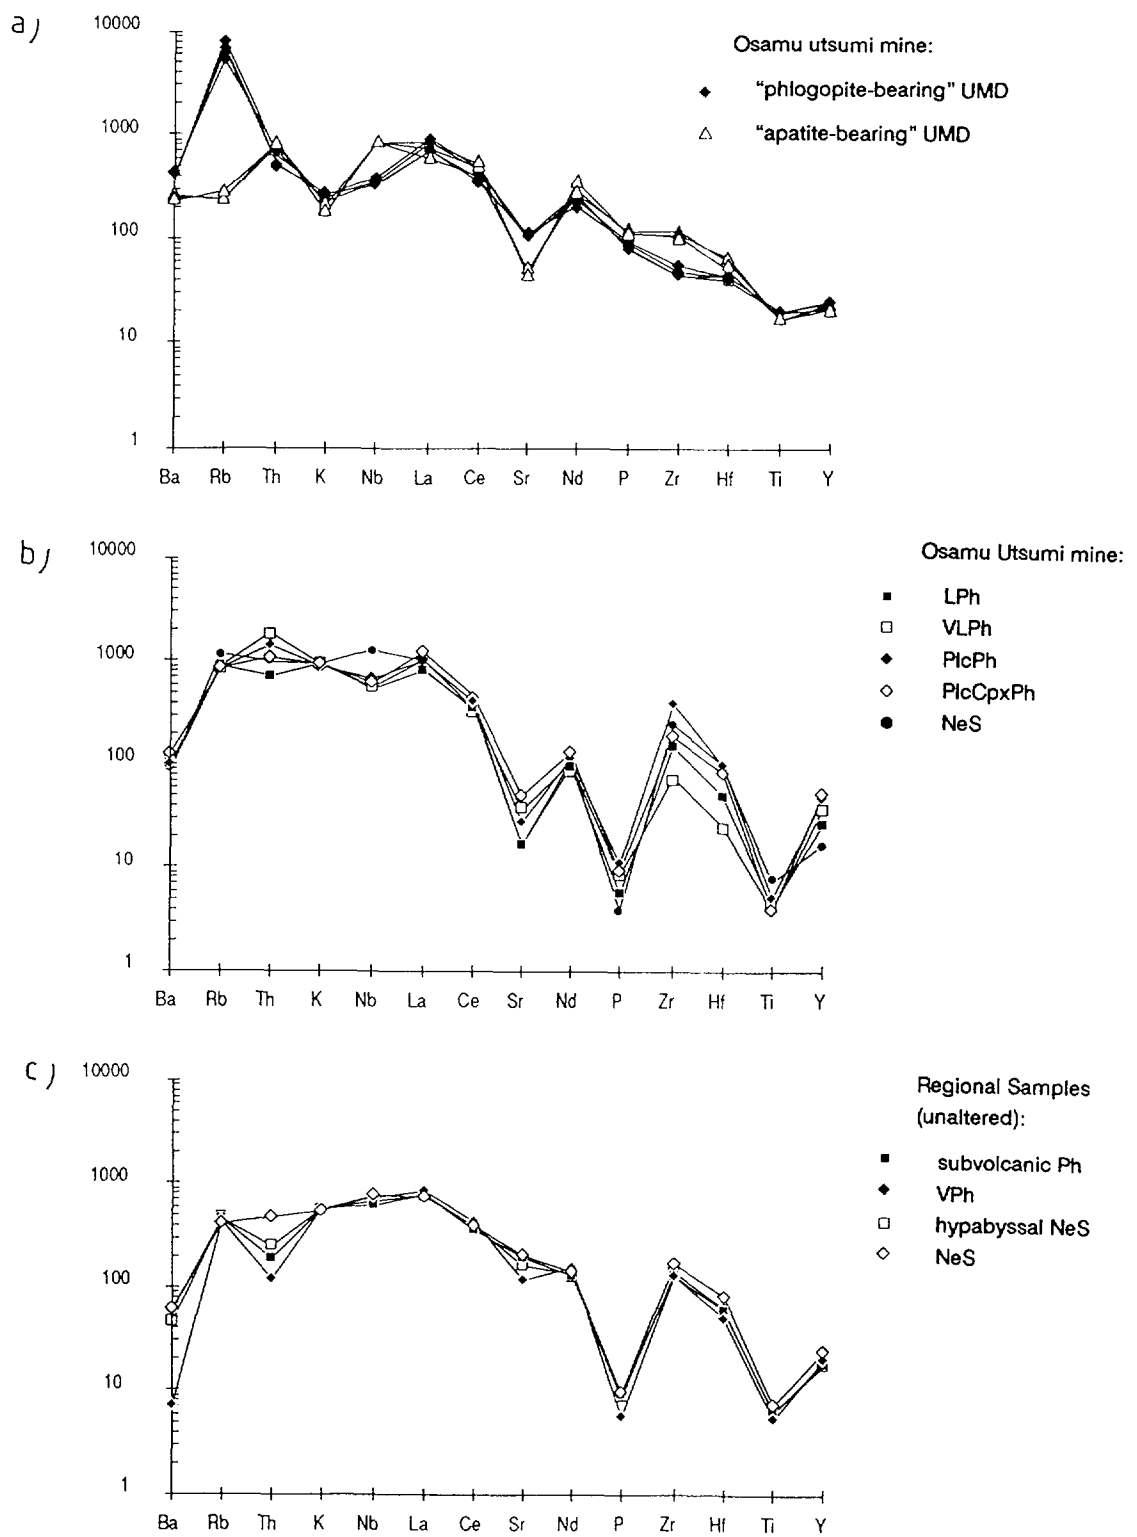 a)
10000
1000
100
10
1
Ba Rb Th K Nb La Ce Sr Nd P Zr Hf Ti Y
Osamu utsumi mine:
"phlogopite-bearing" UMD
"apatite-bearing" UMD
b)
10000
1000
100
10
1
Ba Rb Th K Nb La Ce Sr Nd P Zr Hf Ti Y
Osamu Utsumi mine:
LPh
VLPh
PlcPh
PlcCpxPh
NeS
c)
10000
1000
100
10
1
Ba Rb Th K Nb La Ce Sr Nd P Zr Hf Ti Y
Regional Samples
(unaltered):
subvolcanic Ph
VPh
hypabyssal NeS
NeS